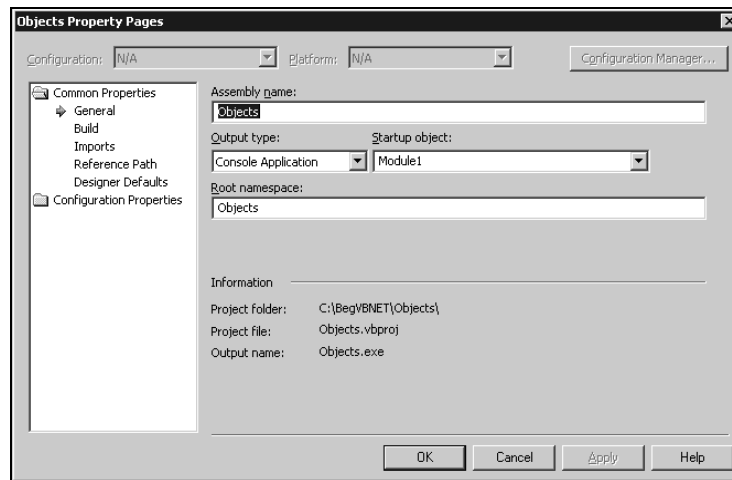 Objects Property Pages
Configuration: N/A Platform: N/A Configuration Manager...
Common Properties
General
Build
Imports
Reference Path
Designer Defaults
Configuration Properties
Assembly name:
Objects
Output type: Startup object:
Console Application Module1
Root namespace:
Objects
Information
Project folder: C:\BegVBNET\Objects\
Project file: Objects.vbproj
Output name: Objects.exe
OK Cancel Apply Help